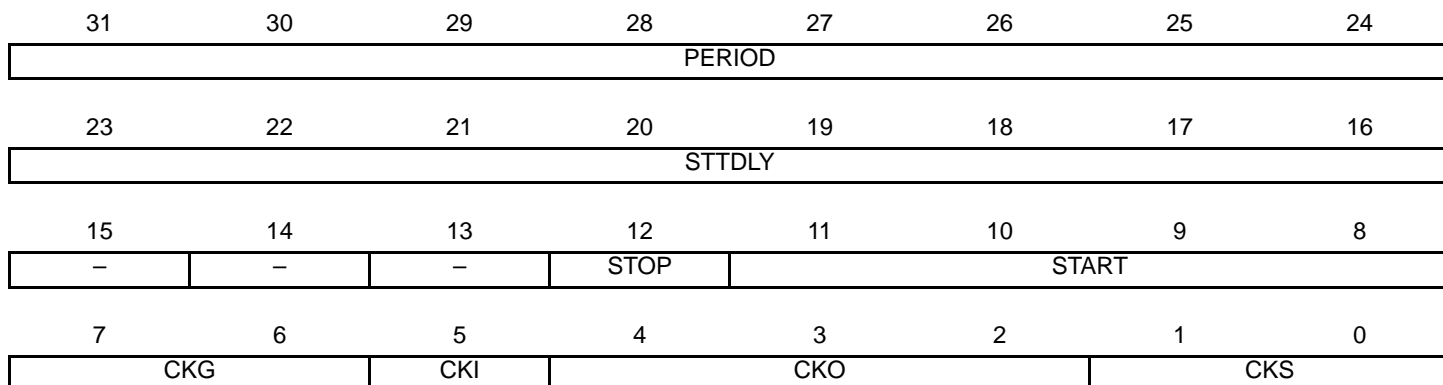 31 30 29 28 27 26 25 24
PERIOD
23 22 21 20 19 18 17 16
STTDLY
15 14 13 12 11 10 9 8
– – – STOP START
7 6 5 4 3 2 1 0
CKG CKI CKO CKS